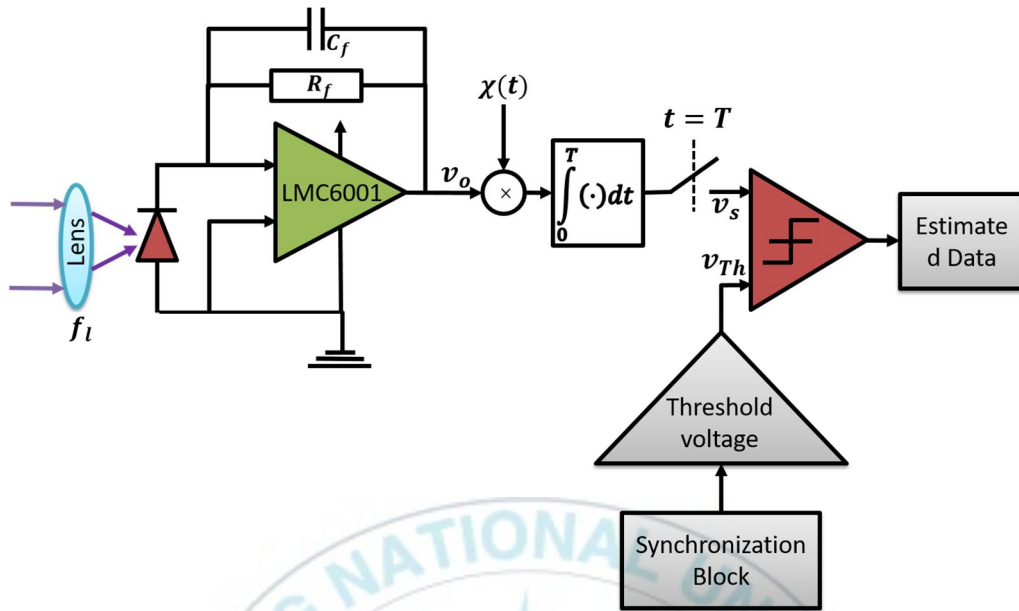 C_f
R_f
χ(t)
t = T
LMC6001
v_o
×
T
∫(·)dt
0
v_s
Estimate
d Data
Lens
f_l
v_Th
Threshold
voltage
Synchronization
Block
NATIONAL